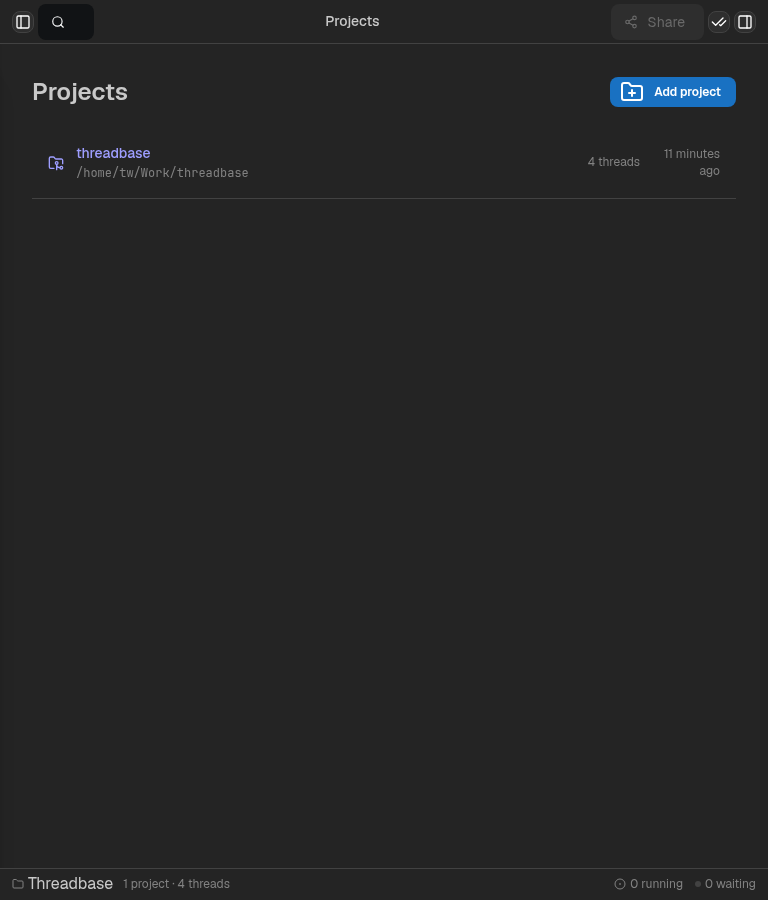 Projects
Share
Projects
Add project
threadbase
/home/tw/Work/threadbase
4 threads
11 minutes
ago
Threadbase
1 project · 4 threads
0 running
0 waiting